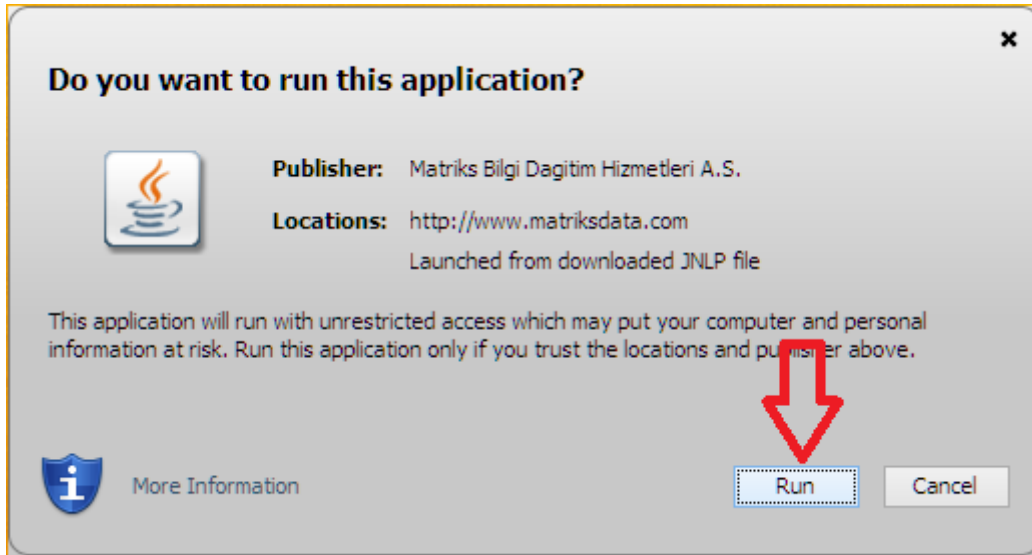 Do you want to run this application?
Publisher: Matriks Bilgi Dagitim Hizmetleri A.S.
Locations: http://www.matriksdata.com
Launched from downloaded JNLP file
This application will run with unrestricted access which may put your computer and personal
information at risk. Run this application only if you trust the locations and publisher above.
More Information
Run
Cancel